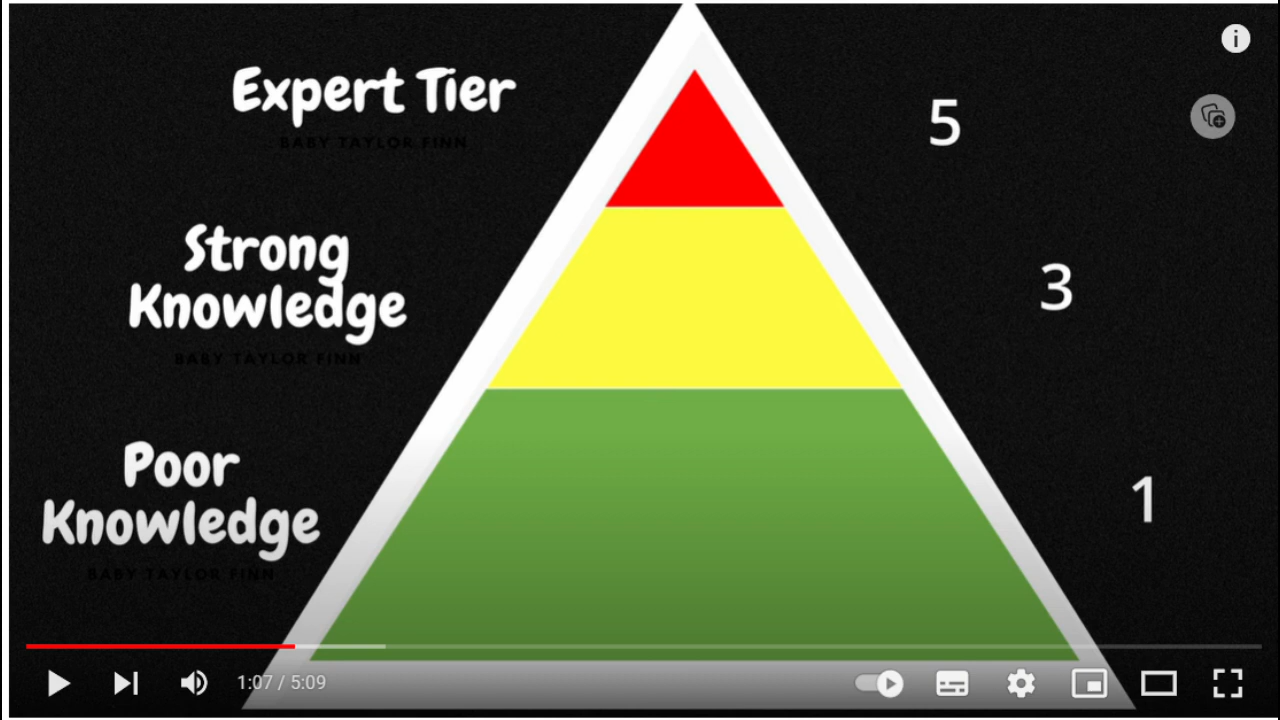 Expert Tier
BABY TAYLOR FINN
5
Strong
Knowledge
BABY TAYLOR FINN
3
Poor
Knowledge
BABY TAYLOR FINN
1
1:07 / 5:09